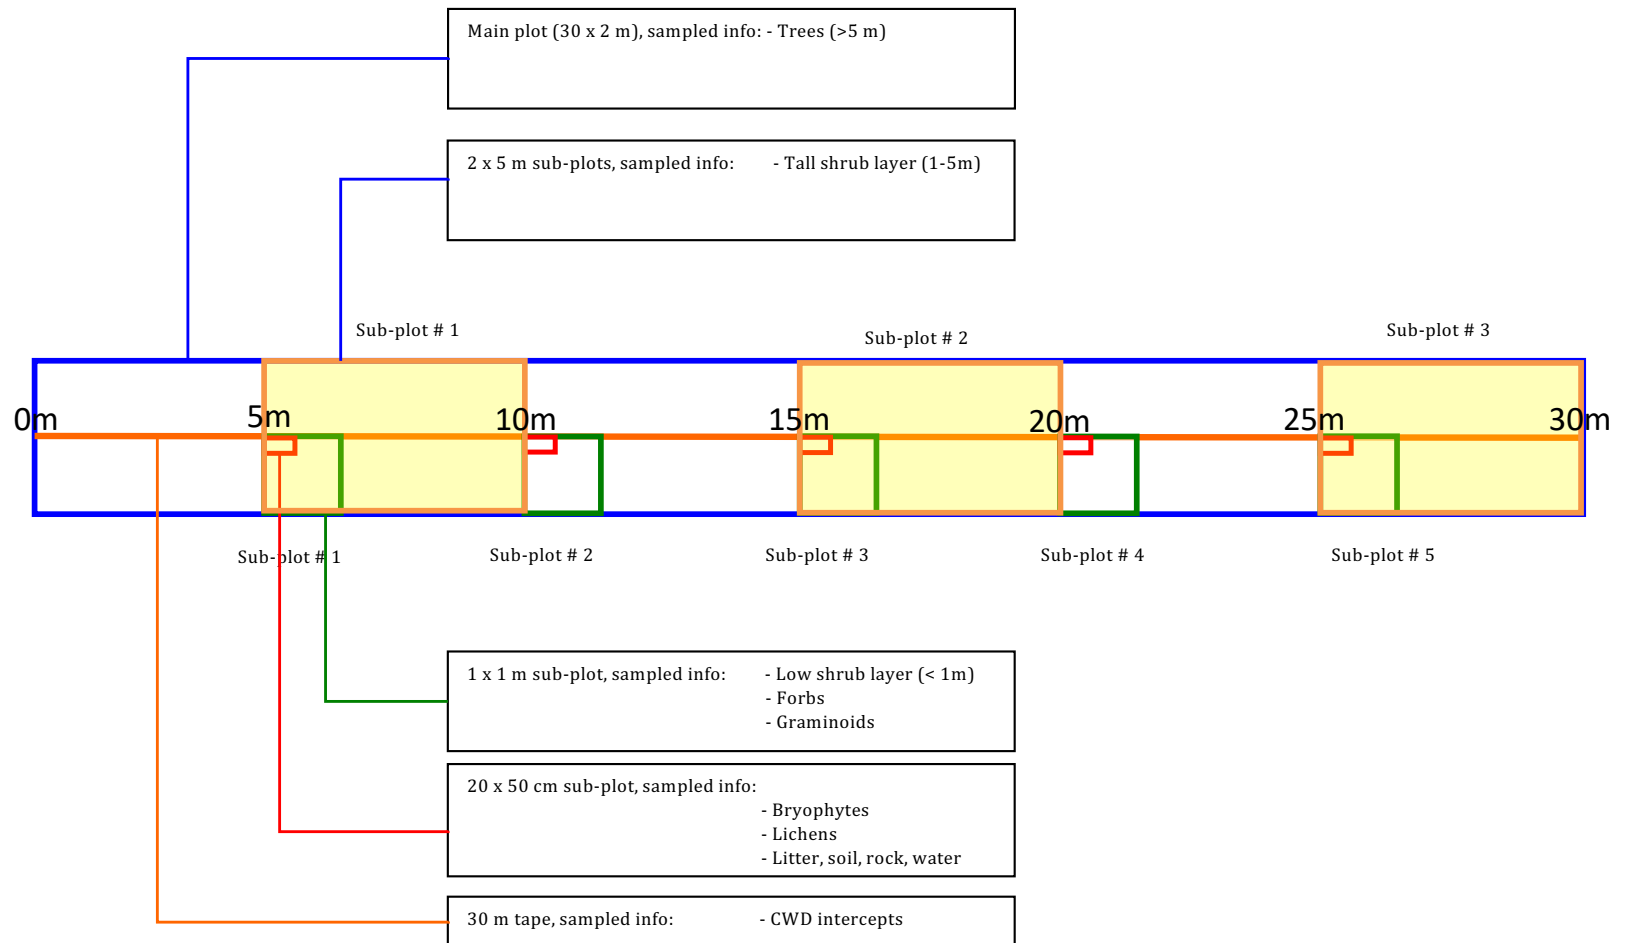 Main plot (30 x 2 m), sampled info: - Trees (>5 m)
2 x 5 m sub-plots, sampled info: - Tall shrub layer (1-5m)
Sub-plot # 1
Sub-plot # 2
Sub-plot # 3
0m
5m
10m
15m
20m
25m
30m
Sub-plot # 1
Sub-plot # 2
Sub-plot # 3
Sub-plot # 4
Sub-plot # 5
1 x 1 m sub-plot, sampled info: - Low shrub layer (< 1m)
- Forbs
- Graminoids
20 x 50 cm sub-plot, sampled info:
- Bryophytes
- Lichens
- Litter, soil, rock, water
30 m tape, sampled info: - CWD intercepts